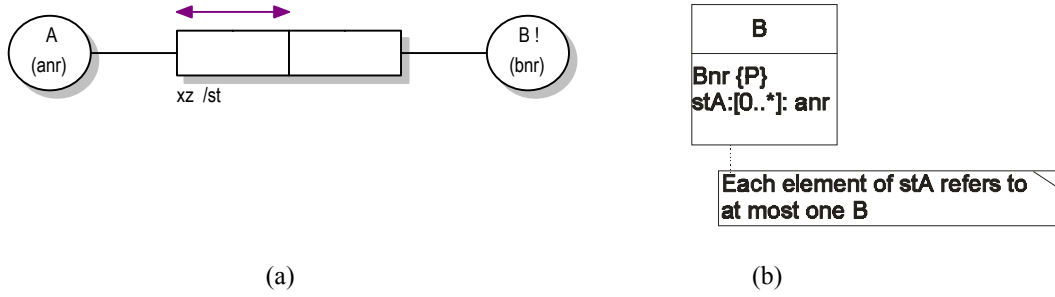 A
(anr)
B !
(bnr)
xz /st
B
Bnr {P}
stA:[0..*]: anr
Each element of stA refers to
at most one B
(a)
(b)